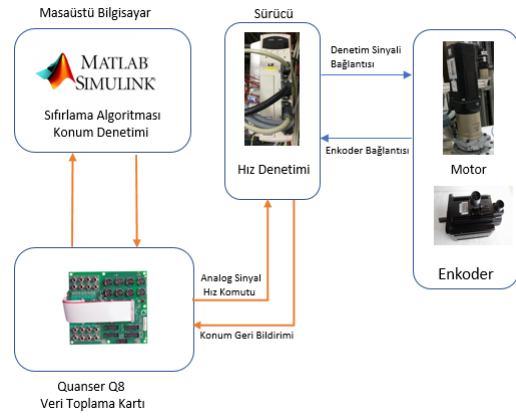 Masaüstü Bilgisayar
MATLAB
SIMULINK
Sıfırlama Algoritması
Konum Denetimi
Sürücü
Hız Denetimi
Denetim Sinyali
Bağlantısı
Enkoder Bağlantısı
Motor
Enkoder
Analog Sinyal
Hız Komutu
Konum Geri Bildirimi
Quanser Q8
Veri Toplama Kartı